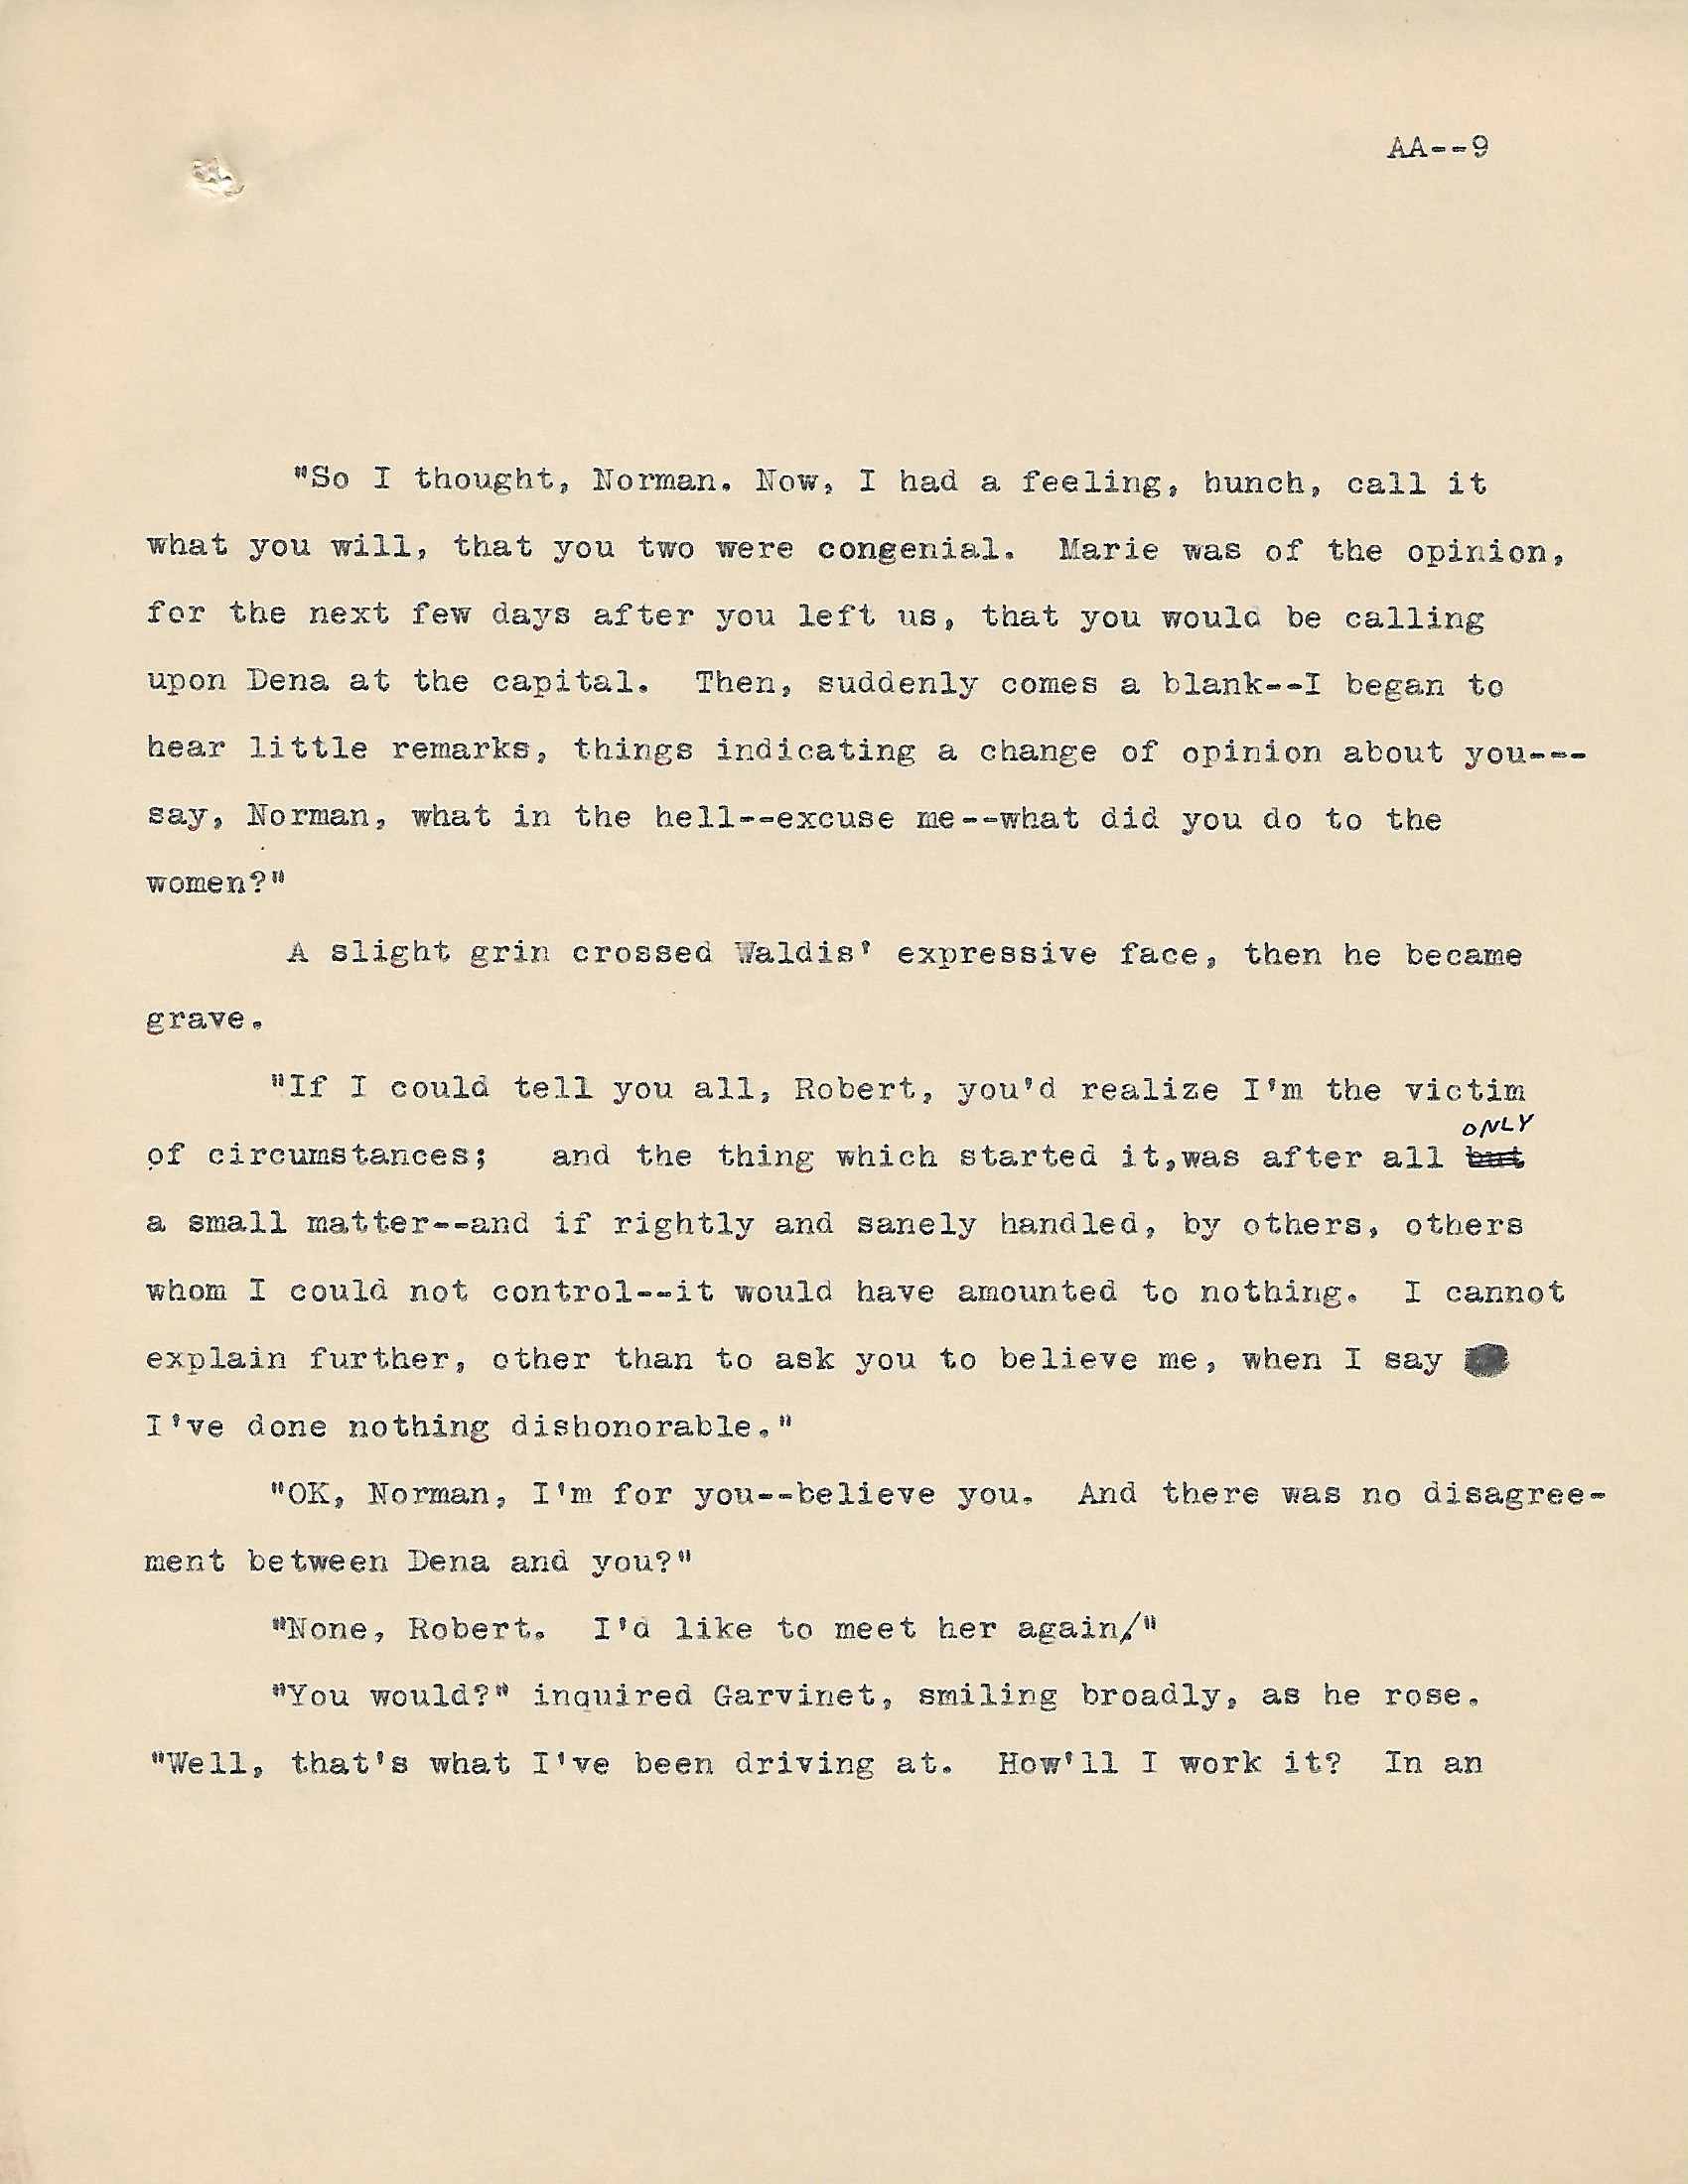 AA--9
"So I thought, Norman. Now, I had a feeling, hunch, call it
what you will, that you two were congenial.  Marie was of the opinion,
for the next few days after you left us, that you would be calling
upon Dena at the capital.  Then, suddenly comes a blank--I began to
hear little remarks, things indicating a change of opinion about you---
say, Norman, what in the hell--excuse me--what did you do to the
women?"
A slight grin crossed Waldis' expressive face, then he became
grave.
"If I could tell you all, Robert, you'd realize I'm the victim
ONLY
of circumstances;   and the thing which started it,was after all but
a small matter--and if rightly and sanely handled, by others, others
whom I could not control--it would have amounted to nothing.  I cannot
explain further, other than to ask you to believe me, when I say
I've done nothing dishonorable."
"OK, Norman, I'm for you--believe you.  And there was no disagree-
ment between Dena and you?"
"None, Robert.  I'd like to meet her again/"
"You would?" inquired Garvinet, smiling broadly, as he rose.
"Well, that's what I've been driving at.  How'll I work it?  In an